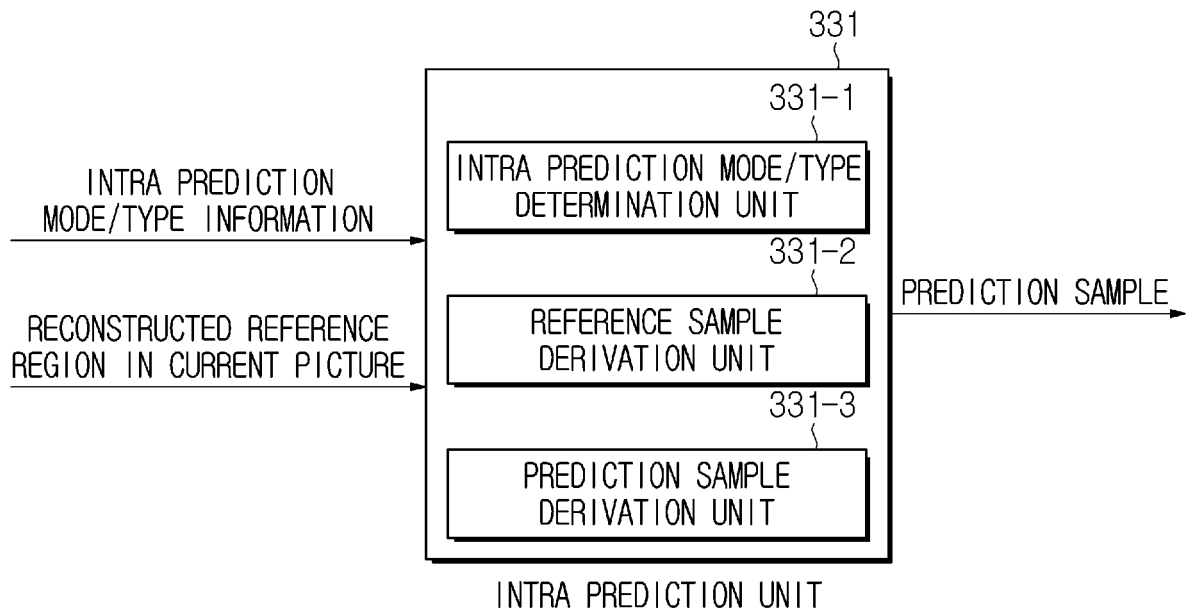 331
331-1
INTRA PREDICTION MODE/TYPE
DETERMINATION UNIT
INTRA PREDICTION
MODE/TYPE INFORMATION
331-2
PREDICTION SAMPLE
REFERENCE SAMPLE
DERIVATION UNIT
RECONSTRUCTED REFERENCE
REGION IN CURRENT PICTURE
331-3
PREDICTION SAMPLE
DERIVATION UNIT
INTRA PREDICTION UNIT